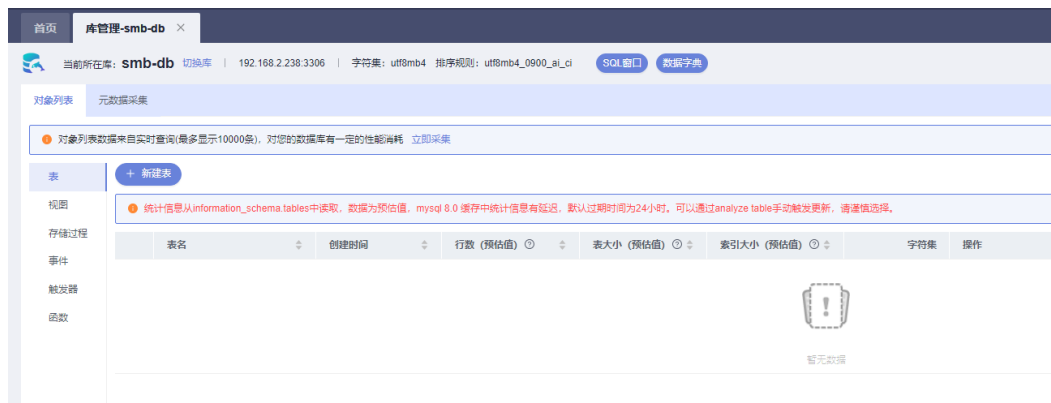 首页 库管理-smb-db ×
当前所在库: smb-db 切换库 | 192.168.2.238:3306 | 字符集: utf8mb4 排序规则: utf8mb4_0900_ai_ci SQL窗口 数据字典
对象列表 元数据采集
对象列表数据来自实时查询(最多显示10000条), 对您的数据库有一定的性能消耗 立即采集
表
+ 新建表
视图
统计信息从information_schema.tables中读取, 数据为预估值, mysql 8.0 缓存中统计信息有延迟, 默认过期时间为24小时。可以通过analyze table手动触发更新, 请谨慎选择。
存储过程
表名 创建时间 行数 (预估值) 表大小 (预估值) 索引大小 (预估值) 字符集 操作
事件
触发器
函数
暂无数据